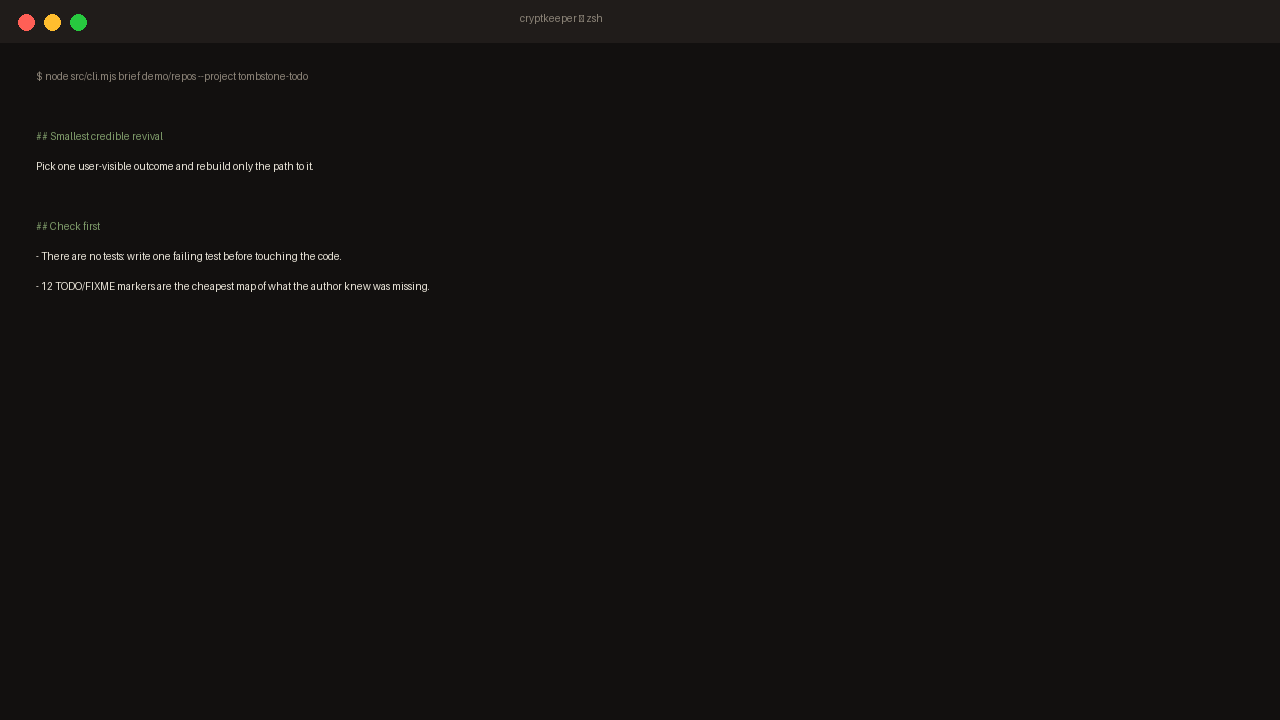 cryptkeeper ▯ zsh
$ node src/cli.mjs brief demo/repos --project tombstone-todo
## Smallest credible revival
Pick one user-visible outcome and rebuild only the path to it.
## Check first
- There are no tests: write one failing test before touching the code.
- 12 TODO/FIXME markers are the cheapest map of what the author knew was missing.